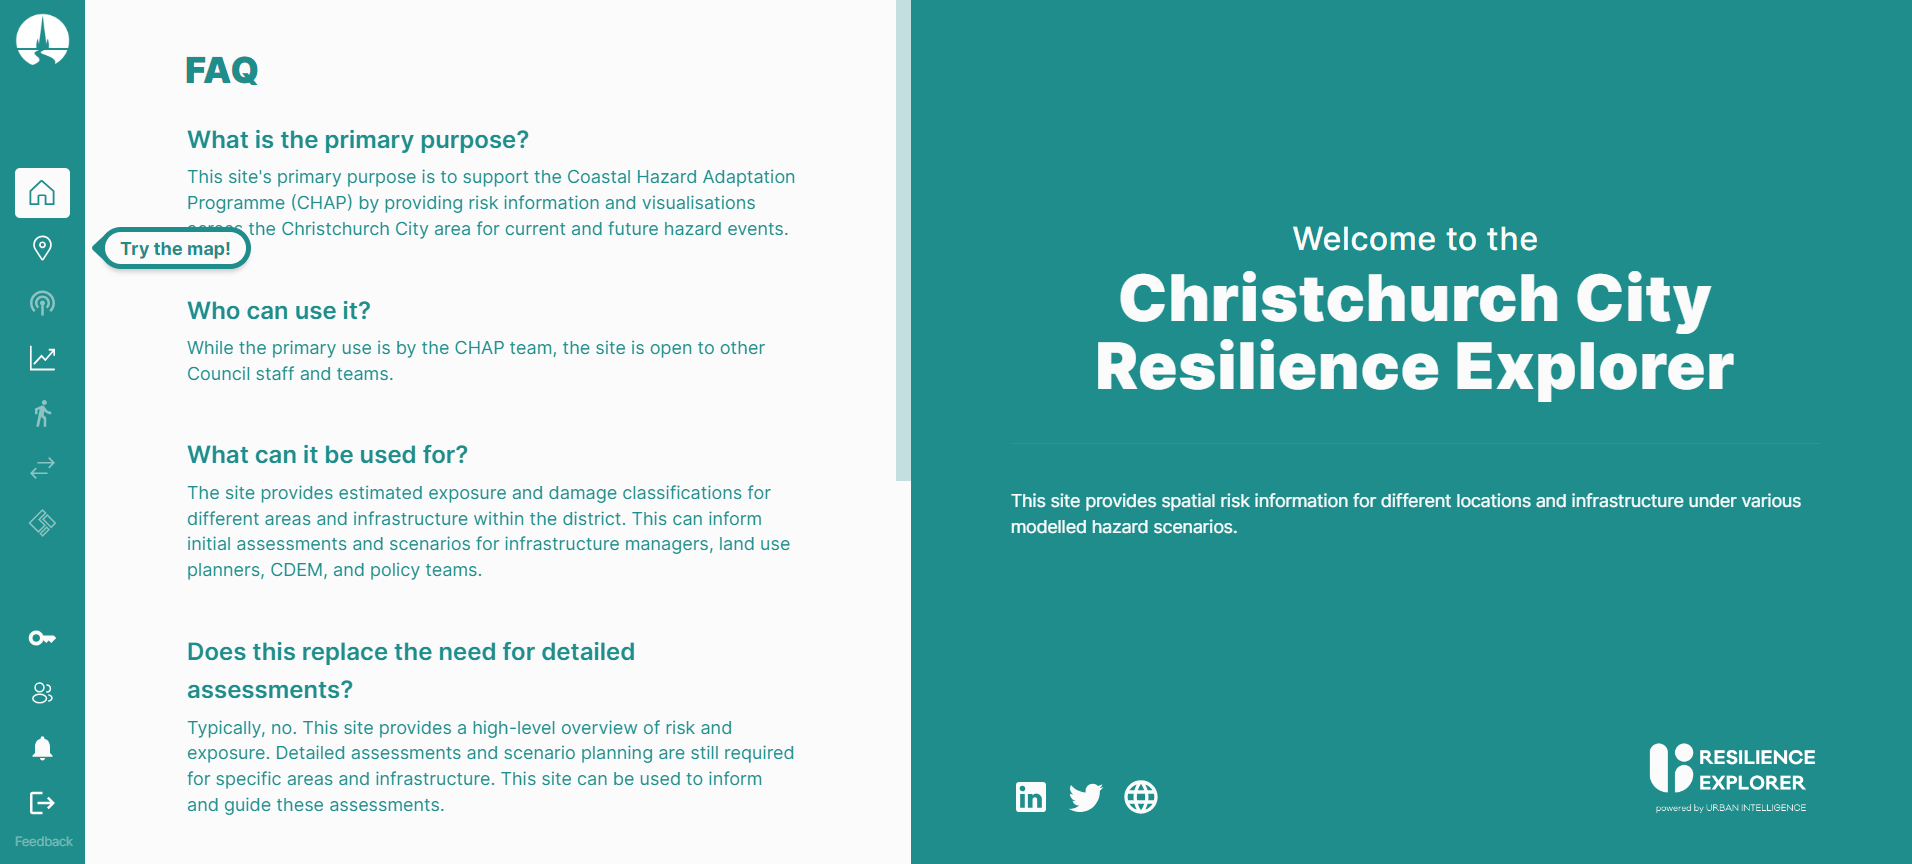 FAQ
What is the primary purpose?
This site's primary purpose is to support the Coastal Hazard Adaptation
Programme (CHAP) by providing risk information and visualisations
across the Christchurch City area for current and future hazard events.
Try the map!
Who can use it?
While the primary use is by the CHAP team, the site is open to other
Council staff and teams.
What can it be used for?
The site provides estimated exposure and damage classifications for
different areas and infrastructure within the district. This can inform
initial assessments and scenarios for infrastructure managers, land use
planners, CDEM, and policy teams.
Does this replace the need for detailed
assessments?
Typically, no. This site provides a high-level overview of risk and
exposure. Detailed assessments and scenario planning are still required
for specific areas and infrastructure. This site can be used to inform
and guide these assessments.
Feedback
Welcome to the
Christchurch City
Resilience Explorer
This site provides spatial risk information for different locations and infrastructure under various
modelled hazard scenarios.
in
RESILIENCE
EXPLORER
powered by URBAN INTELLIGENCE